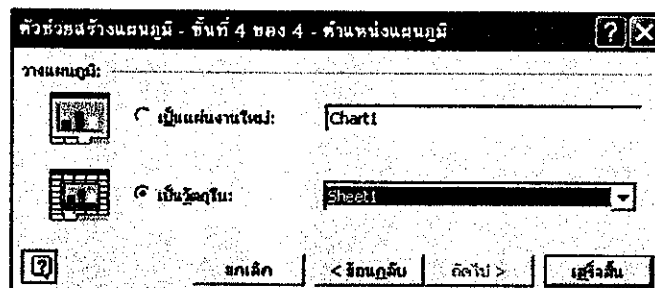 ตัวช่วยสร้างแผนภูมิ - ขั้นที่ 4 ของ 4 - ตำแหน่งแผนภูมิ
วางแผนภูมิ:
เป็นแผ่นงานใหม่: Chart1
เป็นวัตถุใน: Sheet1
ยกเลิก < ย้อนกลับ ถัดไป > เสร็จสิ้น